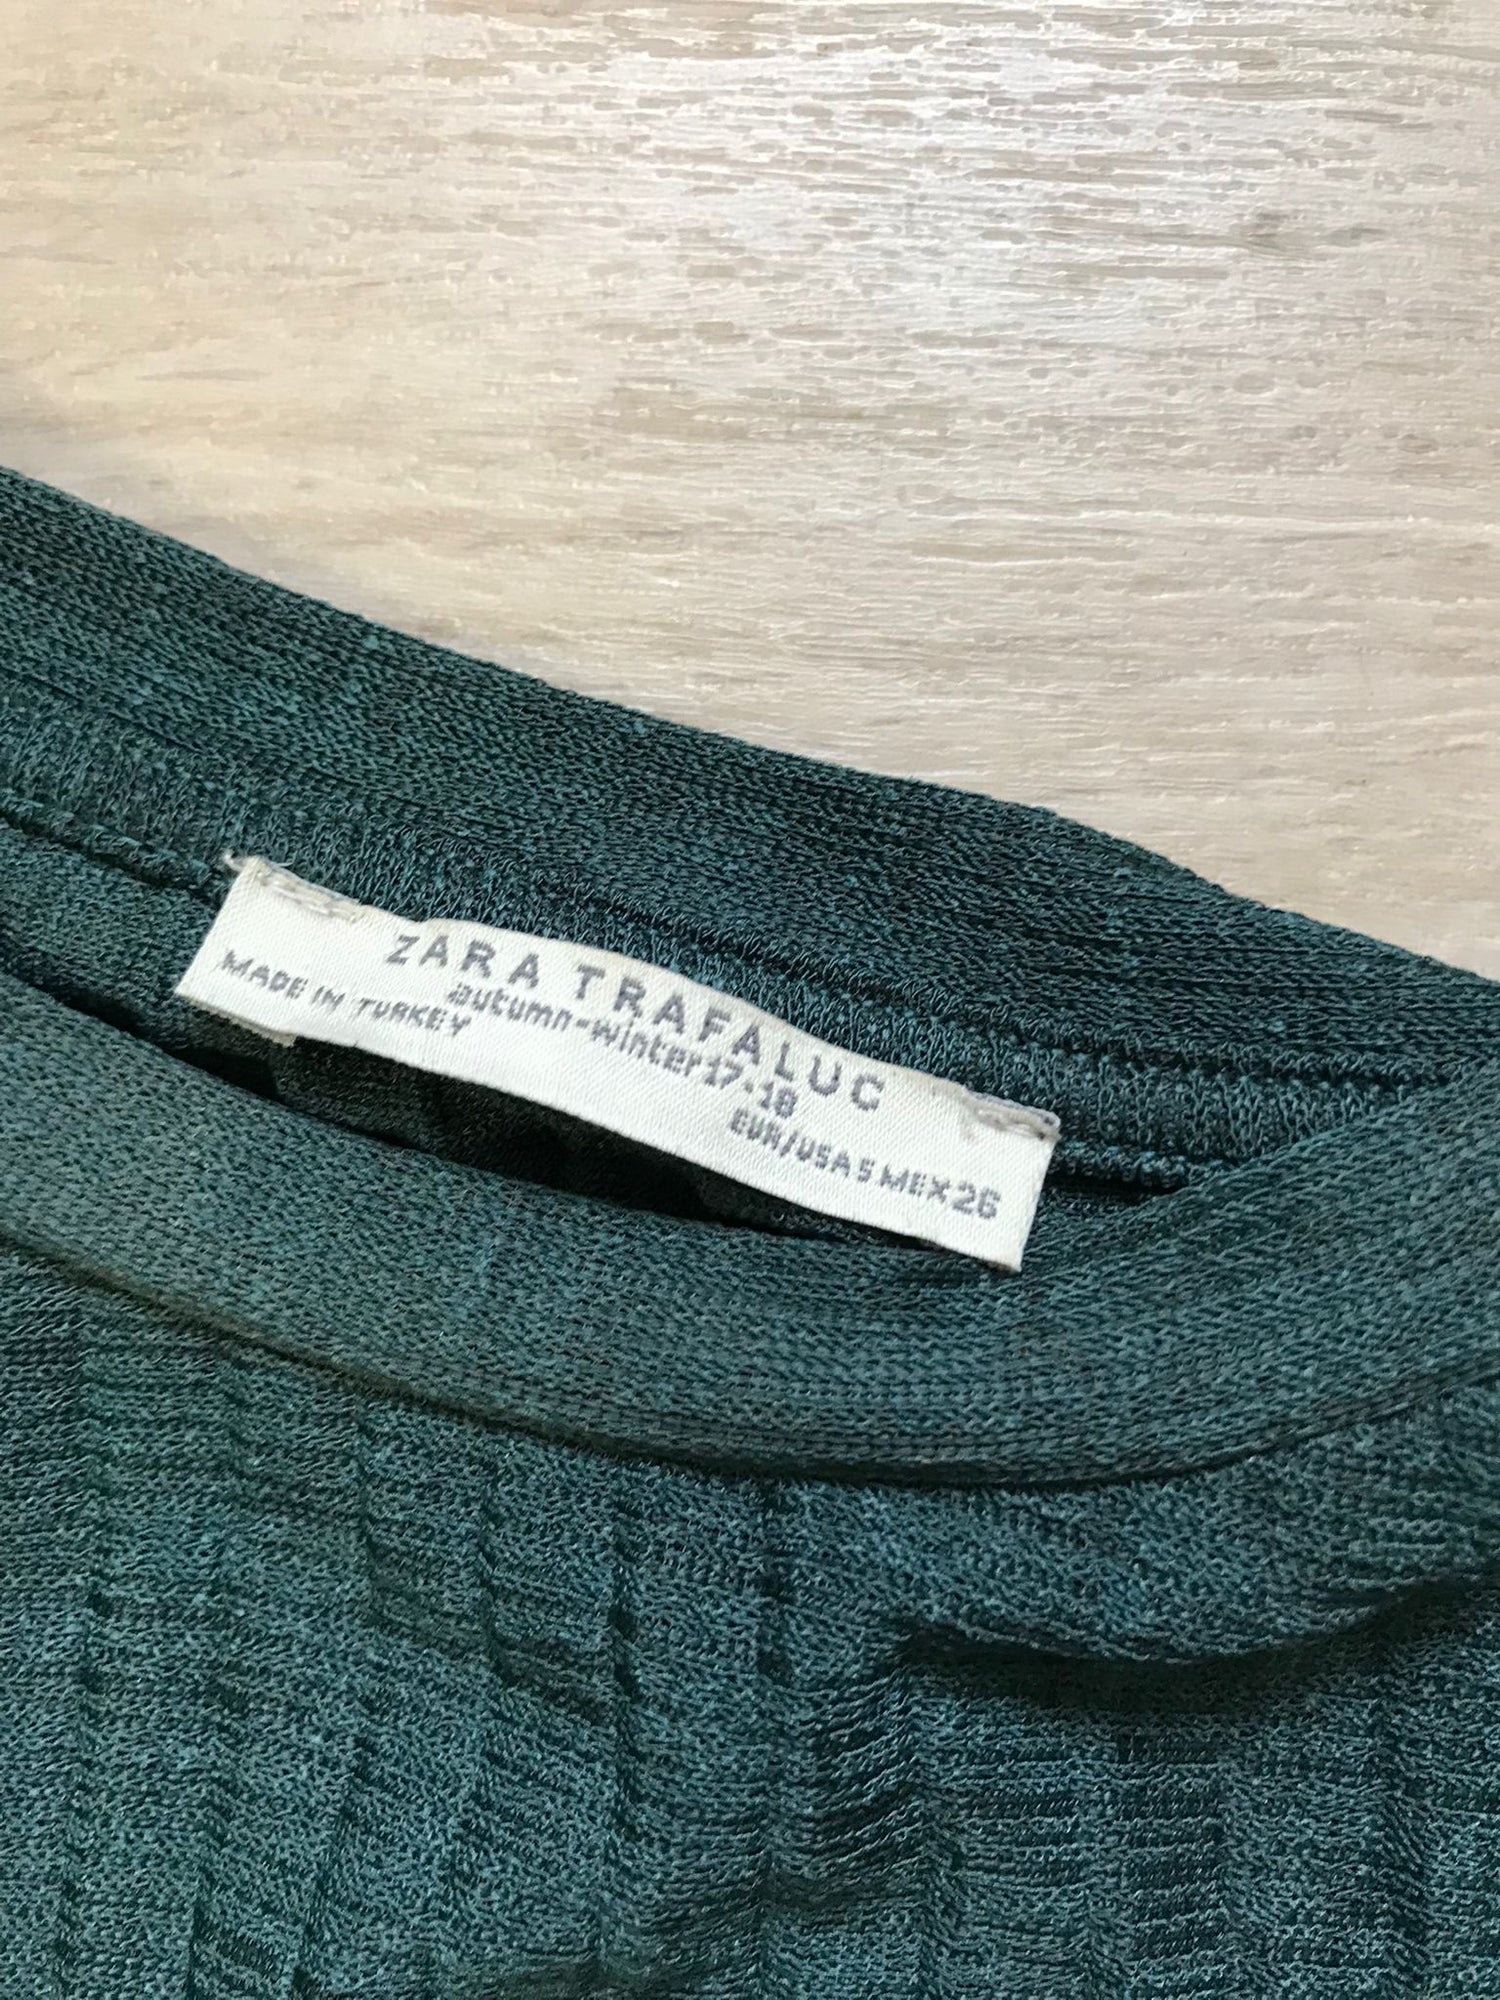 ZARA TRAFALUC
autumn-winter17-18
MADE IN TURKEY
EUR/USA S MEX 26